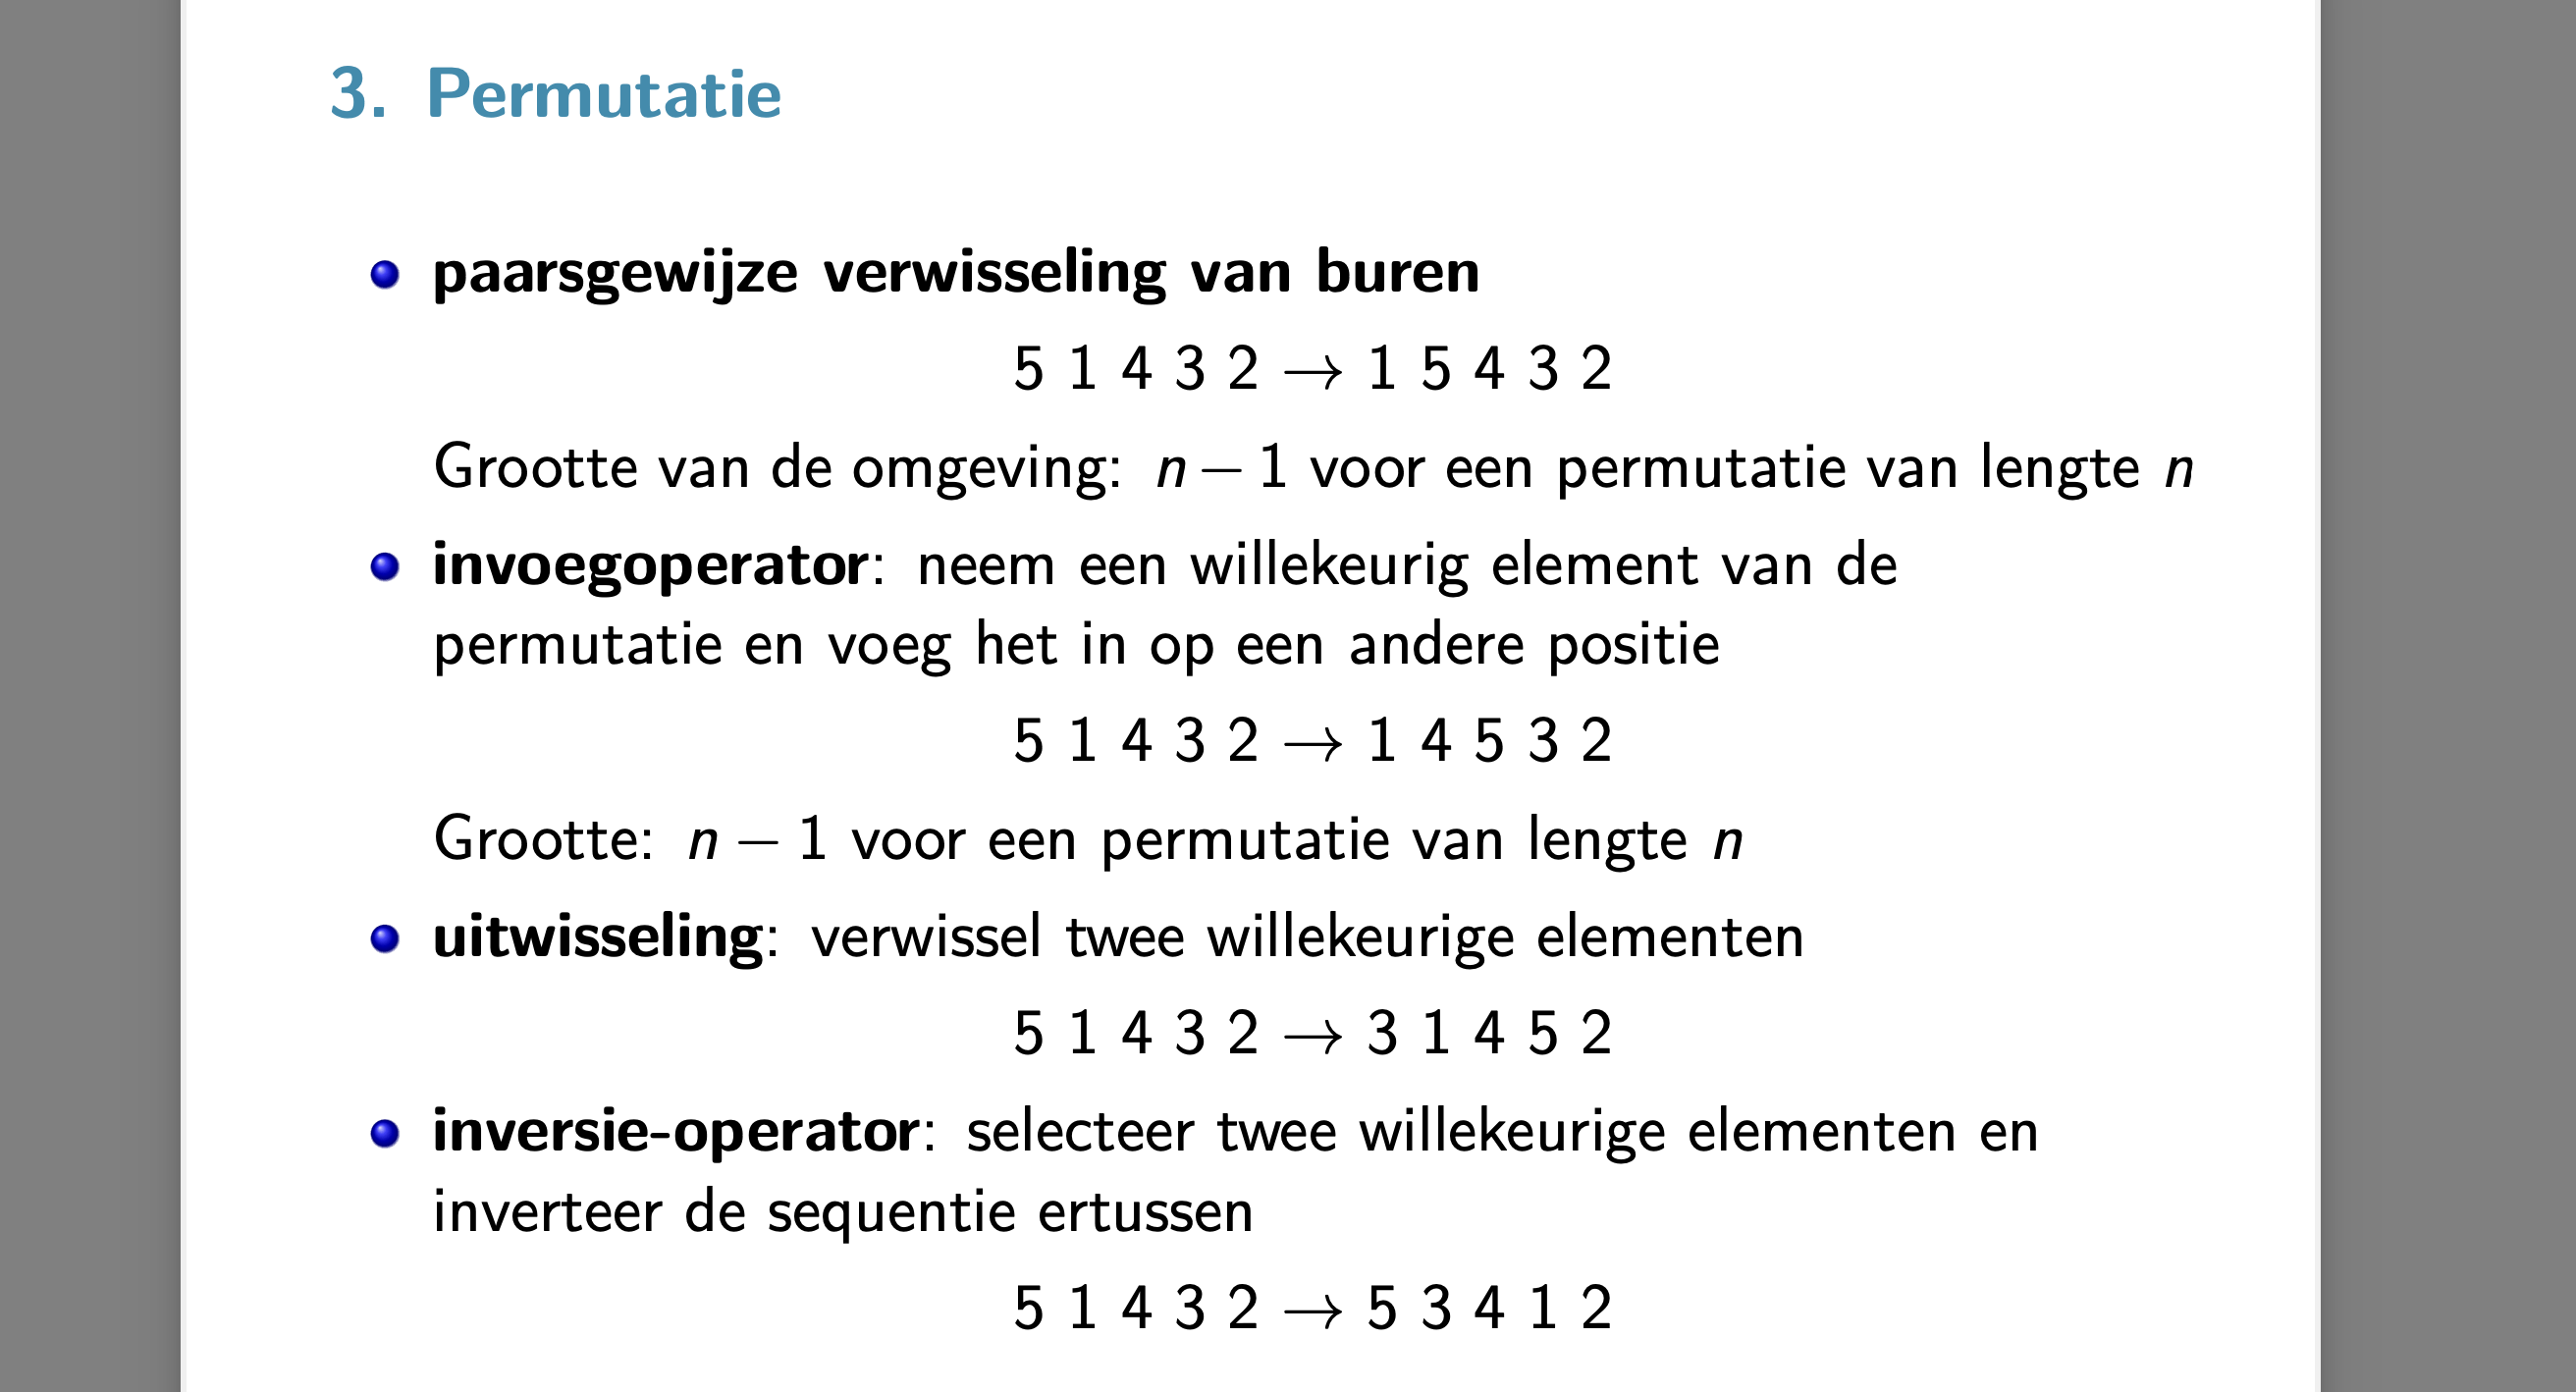 3. Permutatie
paarsgewijze verwisseling van buren
5 1 4 3 2 → 1 5 4 3 2
Grootte van de omgeving: n − 1 voor een permutatie van lengte n
invoegoperator: neem een willekeurig element van de
permutatie en voeg het in op een andere positie
5 1 4 3 2 → 1 4 5 3 2
Grootte: n − 1 voor een permutatie van lengte n
uitwisseling: verwissel twee willekeurige elementen
5 1 4 3 2 → 3 1 4 5 2
inversie-operator: selecteer twee willekeurige elementen en
inverteer de sequentie ertussen
5 1 4 3 2 → 5 3 4 1 2